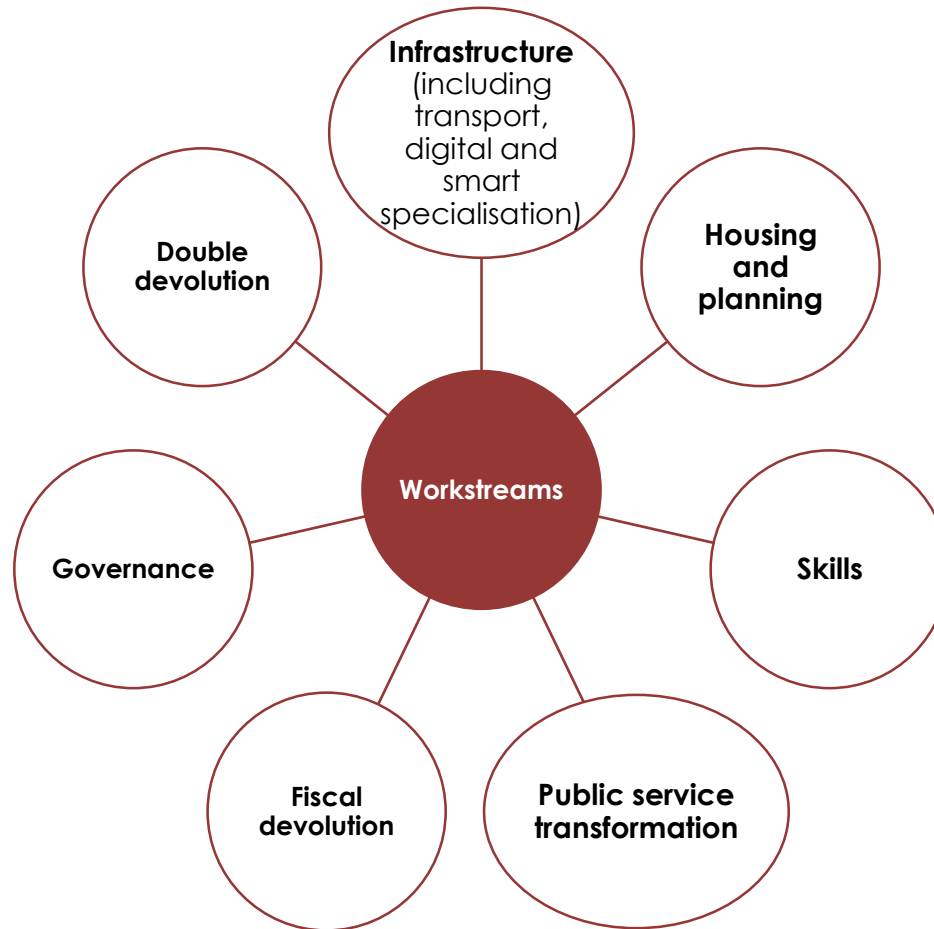 Infrastructure
(including
transport,
digital and
smart
specialisation)
Housing
and
planning
Skills
Public service
transformation
Fiscal
devolution
Governance
Double
devolution
Workstreams